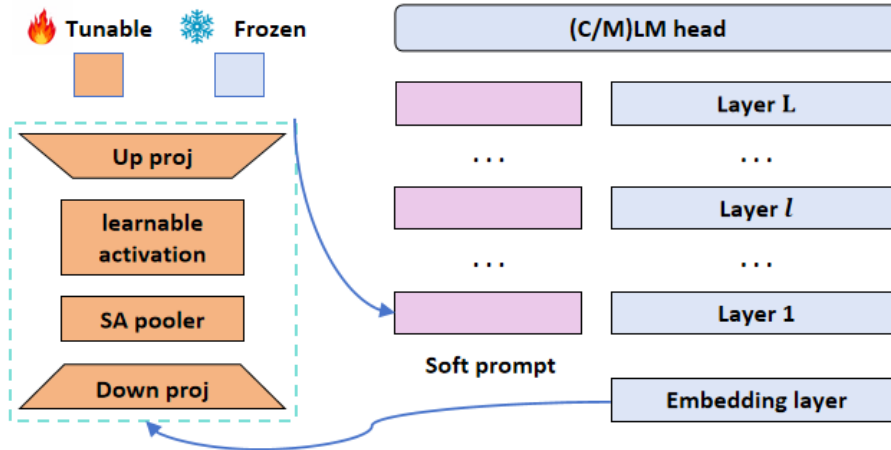 Tunable
Frozen
Up proj
learnable
activation
SA pooler
Down proj
(C/M)LM head
Layer L
. . .
. . .
Layer l
. . .
. . .
Layer 1
Soft prompt
Embedding layer